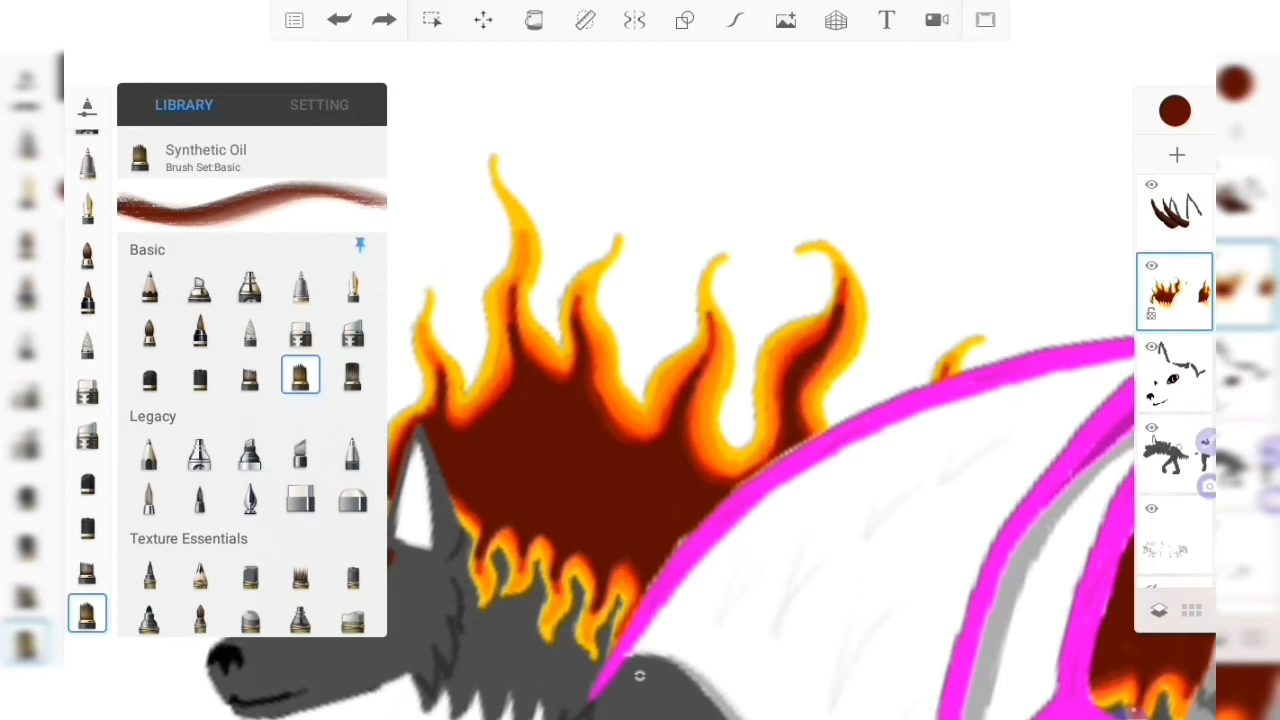 LIBRARY SETTING
Synthetic Oil
Brush Set:Basic
Basic
Legacy
Texture Essentials